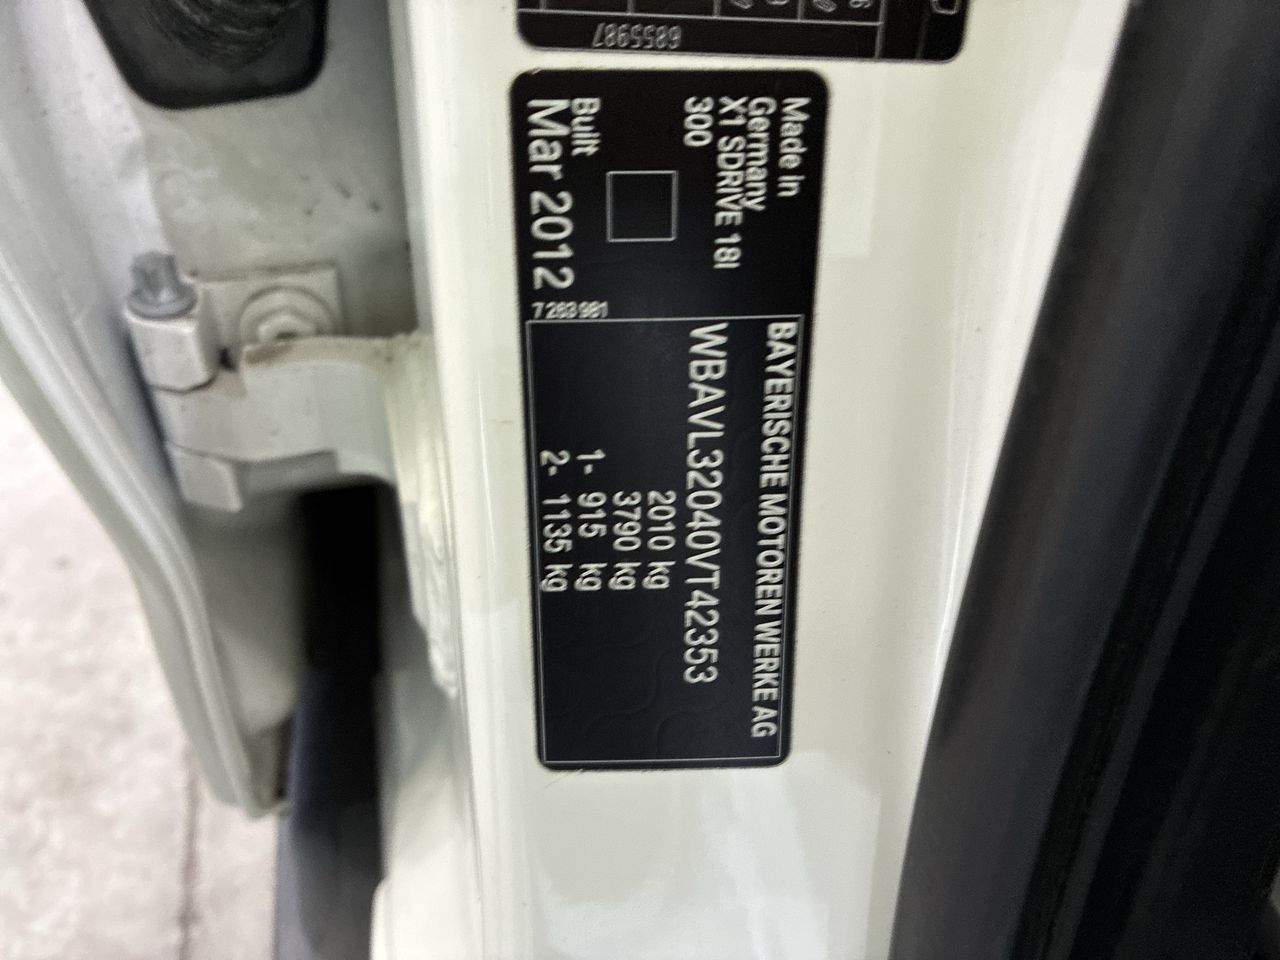 6855987
Made In
Germany
X1 SDRIVE 18I
300
Built
Mar 2012
7 263 981
BAYERISCHE MOTOREN WERKE AG
WBAVL32040VT42353
2010 kg
3790 kg
1- 915 kg
2- 1135 kg